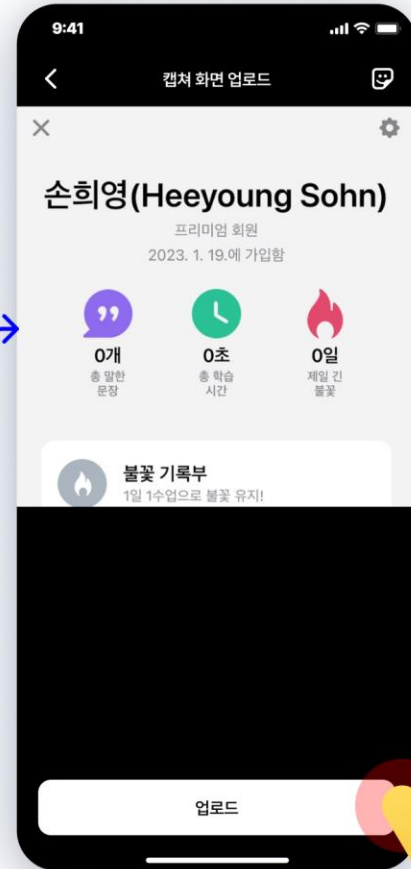 9:41
캡쳐 화면 업로드
손희영(Heeyoung Sohn)
프리미엄 회원
2023. 1. 19.에 가입함
0개
총 말한
문장
0초
총 학습
시간
0일
제일 긴
불꽃
불꽃 기록부
1일 1수업으로 불꽃 유지!
업로드